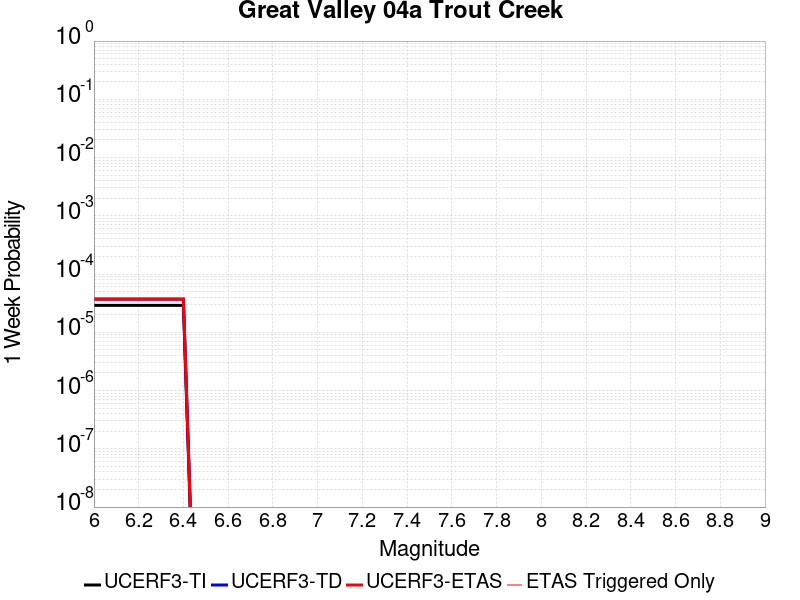 Great Valley 04a Trout Creek
10^0
10^-1
10^-2
10^-3
10^-4
10^-5
10^-6
10^-7
10^-8
1 Week Probability
6 6.2 6.4 6.6 6.8 7 7.2 7.4 7.6 7.8 8 8.2 8.4 8.6 8.8 9
Magnitude
UCERF3-TI UCERF3-TD UCERF3-ETAS ETAS Triggered Only